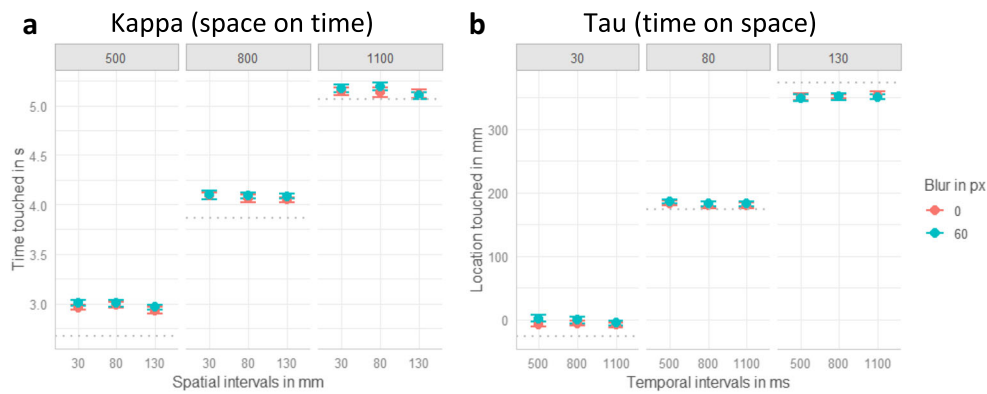 a Kappa (space on time)
500 800 1100
5.0
4.5
4.0
3.5
3.0
Time touched in s
30 80 130 30 80 130 30 80 130
Spatial intervals in mm
b Tau (time on space)
30 80 130
300
200
100
0
Location touched in mm
500 800 1100 500 800 1100 500 800 1100
Temporal intervals in ms
Blur in px
0
60